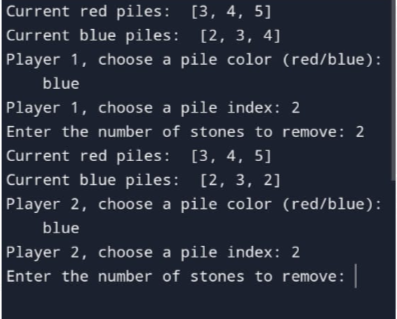 Current red piles:  [3, 4, 5]
Current blue piles:  [2, 3, 4]
Player 1, choose a pile color (red/blue):
    blue
Player 1, choose a pile index: 2
Enter the number of stones to remove: 2
Current red piles:  [3, 4, 5]
Current blue piles:  [2, 3, 2]
Player 2, choose a pile color (red/blue):
    blue
Player 2, choose a pile index: 2
Enter the number of stones to remove: